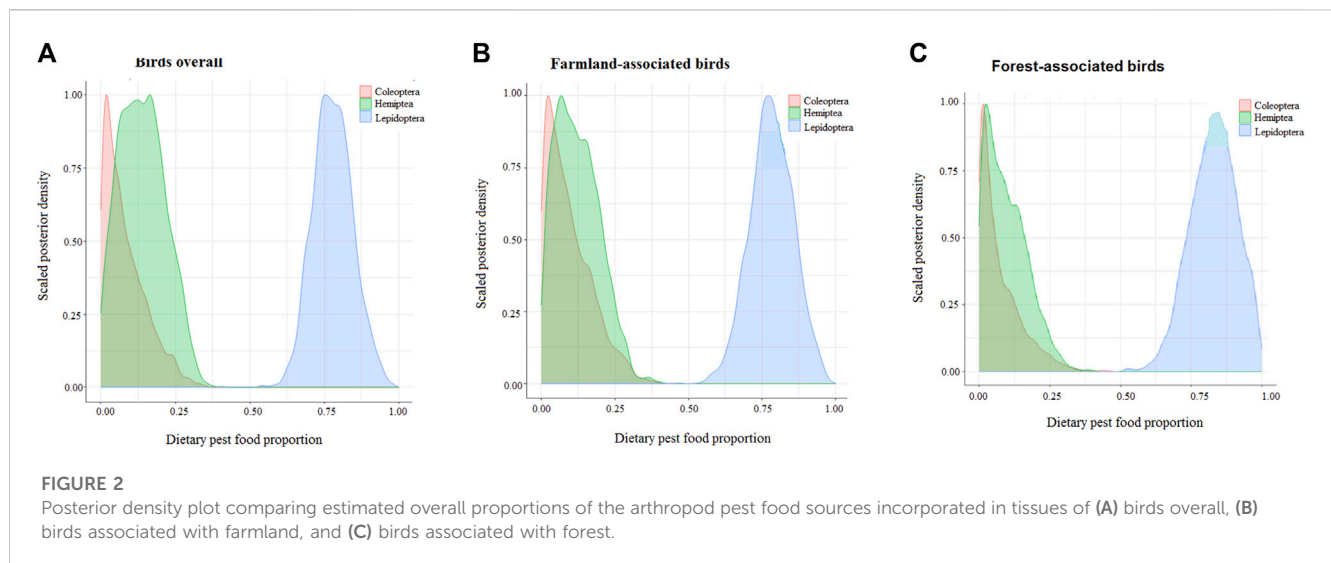 A
Birds overall
Coleoptera
Hemiptea
Lepidoptera
1.00
0.75
0.50
0.25
0.00
Scaled posterior density
0.00
0.25
0.50
0.75
1.00
Dietary pest food proportion
B
Farmland-associated birds
Coleoptera
Hemiptea
Lepidoptera
1.00
0.75
0.50
0.25
0.00
Scaled posterior density
0.00
0.25
0.50
0.75
1.00
Dietary pest food proportion
C
Forest-associated birds
Coleoptera
Hemiptea
Lepidoptera
1.00
0.75
0.50
0.25
0.00
Scaled posterior density
0.00
0.25
0.50
0.75
1.00
Dietary pest food proportion
FIGURE 2
Posterior density plot comparing estimated overall proportions of the arthropod pest food sources incorporated in tissues of (A) birds overall, (B)
birds associated with farmland, and (C) birds associated with forest.